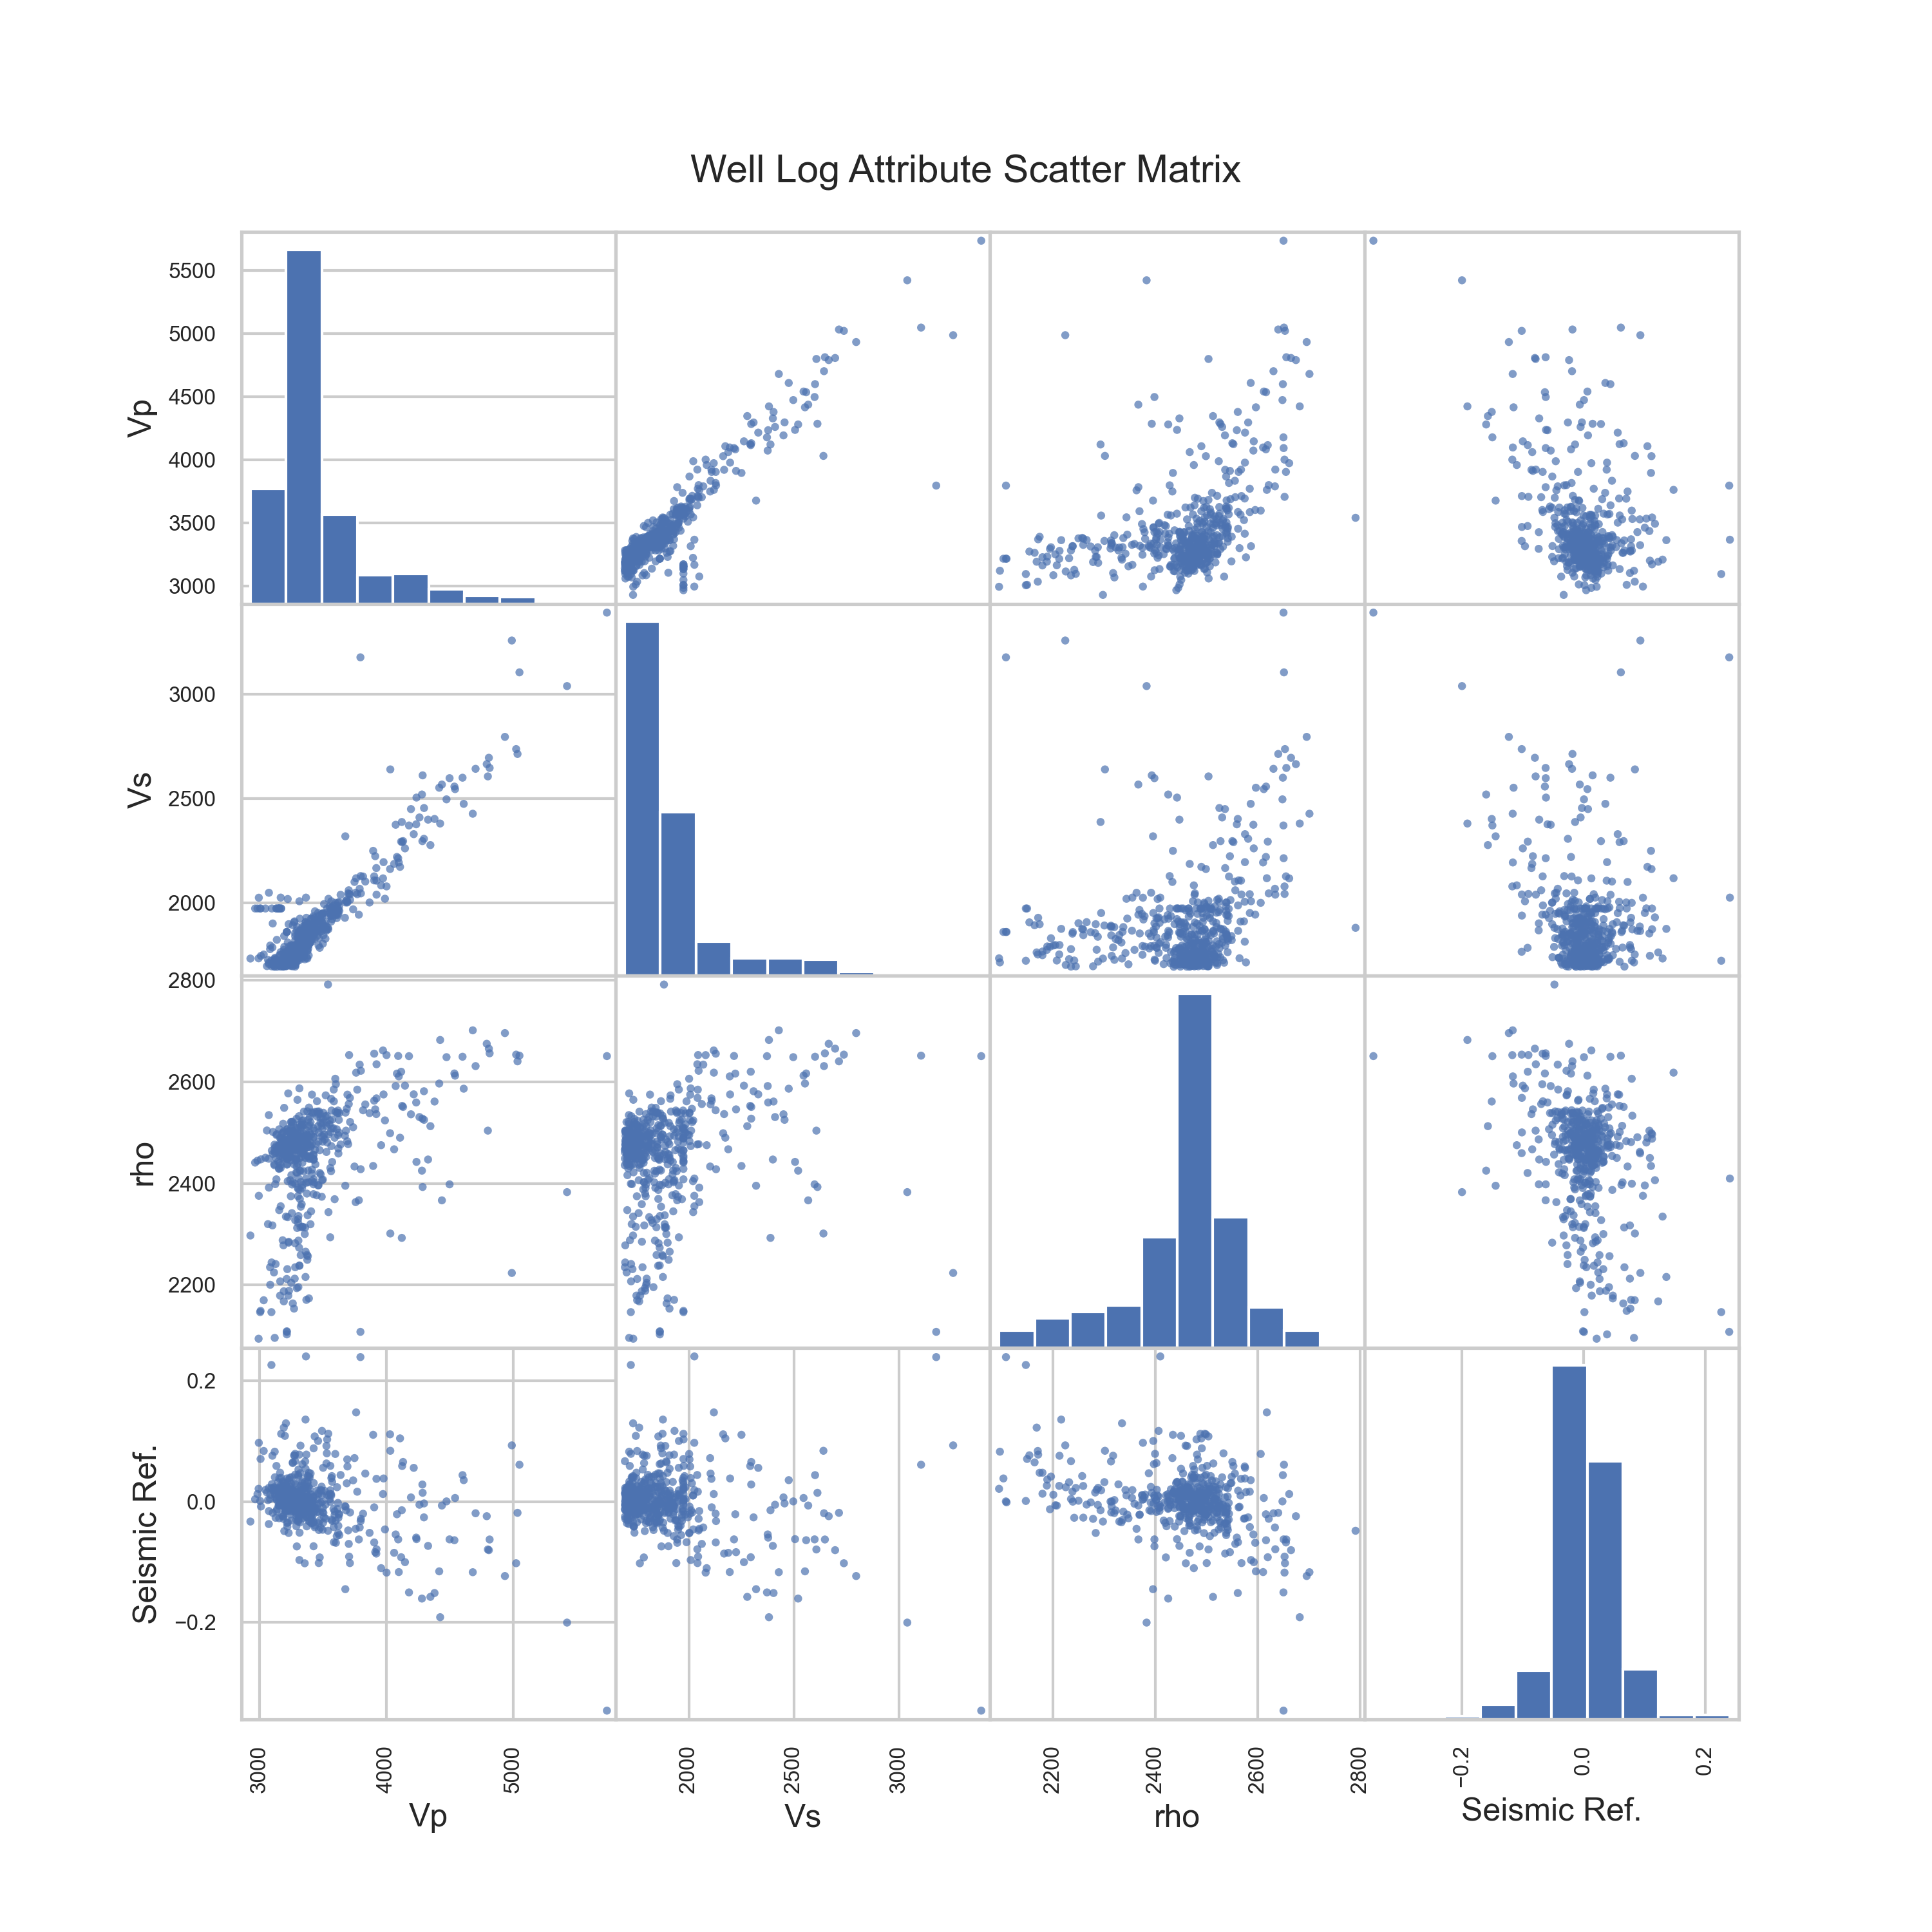 Well Log Attribute Scatter Matrix
5500
5000
4500
4000
3500
3000
Vp
3000
2500
2000
Vs
2800
2600
2400
2200
rho
0.2
0.0
−0.2
Seismic Ref.
3000 4000 5000 2000 2500 3000 2200 2400 2600 2800 −0.2 0.0 0.2
Vp Vs rho Seismic Ref.